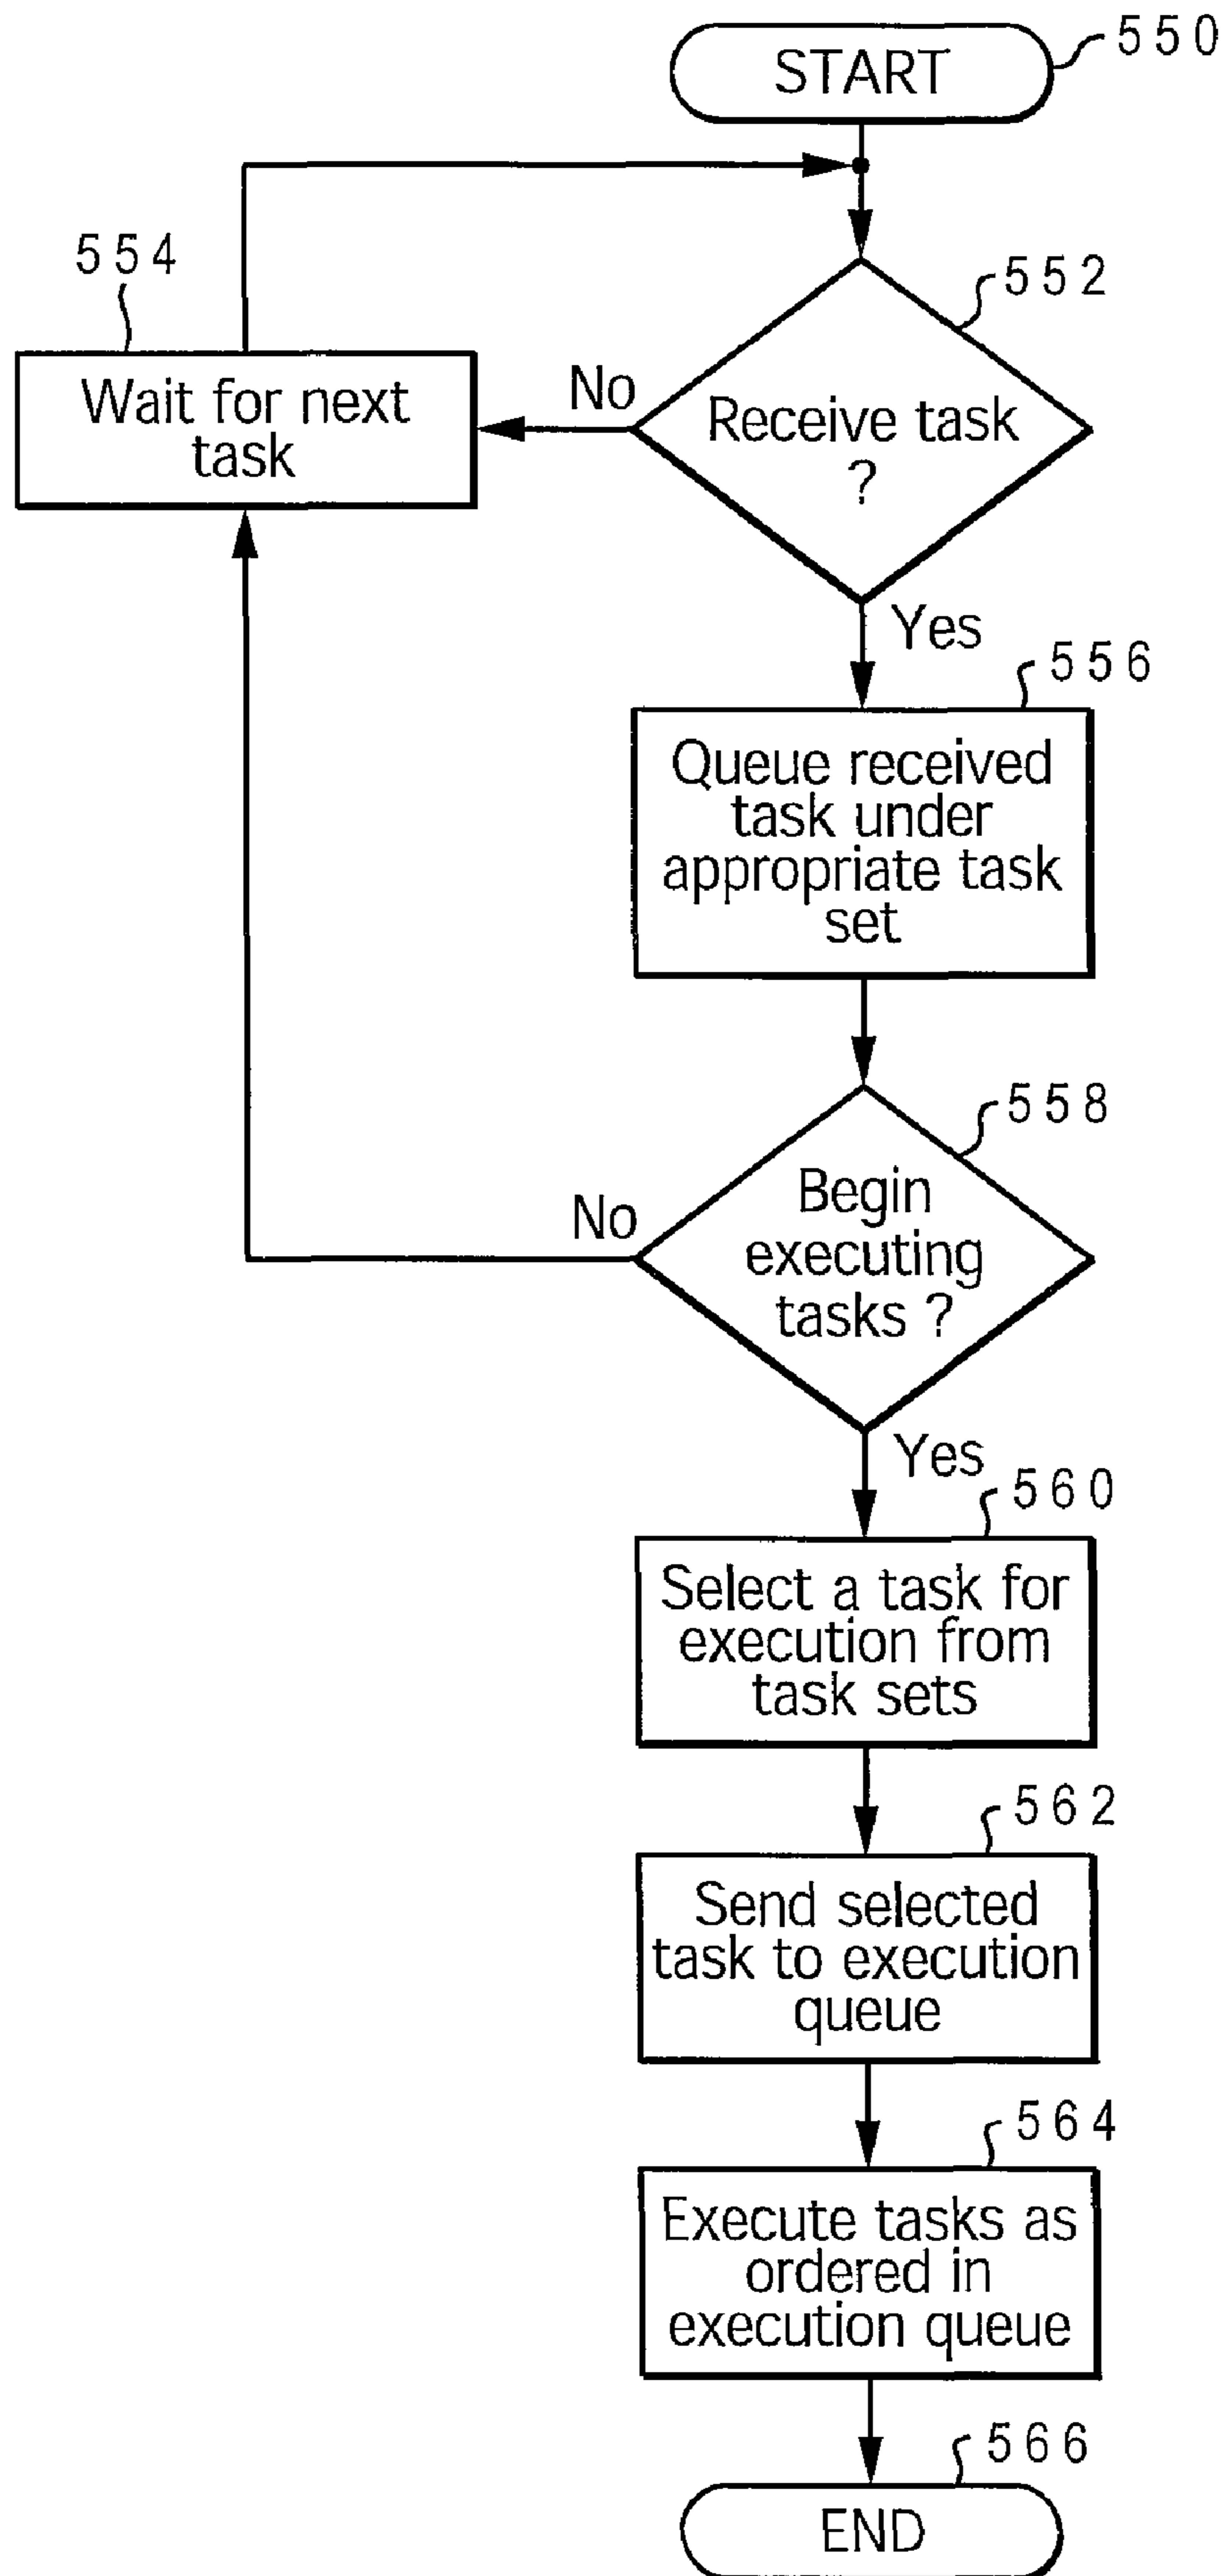 START
550
554
552
Wait for next
task
No
Receive task
?
Yes
556
Queue received
task under
appropriate task
set
558
No
Begin
executing
tasks ?
Yes
560
Select a task for
execution from
task sets
562
Send selected
task to execution
queue
564
Execute tasks as
ordered in
execution queue
566
END